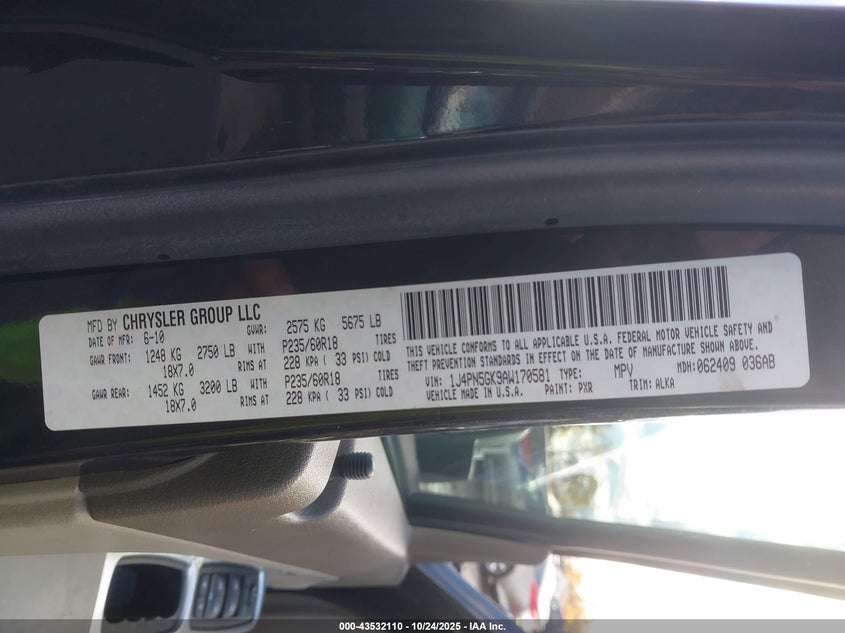 MFD BY CHRYSLER GROUP LLC
DATE OF MFR: 6-10 GVWR: 2575 KG 5675 LB
GAWR FRONT: 1248 KG 2750 LB WITH P235/60R18 TIRES
18X7.0 RIMS AT 228 KPA ( 33 PSI) COLD
GAWR REAR: 1452 KG 3200 LB WITH P235/60R18 TIRES
18X7.0 RIMS AT 228 KPA ( 33 PSI) COLD
THIS VEHICLE CONFORMS TO ALL APPLICABLE U.S.A. FEDERAL MOTOR VEHICLE SAFETY AND
THEFT PREVENTION STANDARDS IN EFFECT ON THE DATE OF MANUFACTURE SHOWN ABOVE.
VIN: 1J4PN5GK9AW170581 TYPE: MPV MDH: 062409 036AB
VEHICLE MADE IN U.S.A. PAINT: PXR TRIM: ALKA
000-43532110 - 10/24/2025 - IAA Inc.